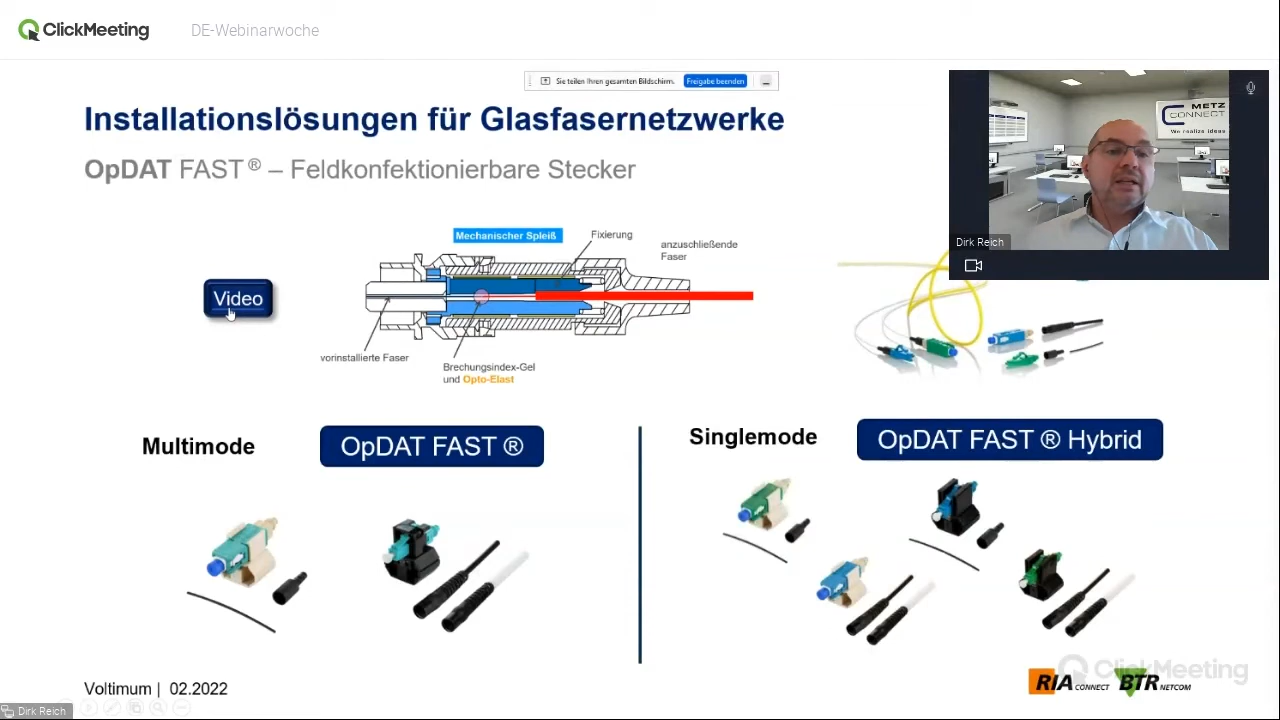 ClickMeeting
DE-Webinarwoche
Sie teilen Ihren gesamten Bildschirm. Freigabe beenden
Installationslösungen für Glasfasernetzwerke
OpDAT FAST ® – Feldkonfektionierbare Stecker
METZ
CONNECT
We realize ideas
Dirk Reich
Mechanischer Spleiß
Fixierung
anzuschließende
Faser
Video
vorinstallierte Faser
Brechungsindex-Gel
und Opto-Elast
Multimode
OpDAT FAST ®
Singlemode
OpDAT FAST ® Hybrid
ClickMeeting
Voltimum | 02.2022
RIA CONNECT
BTR NETCOM
Dirk Reich